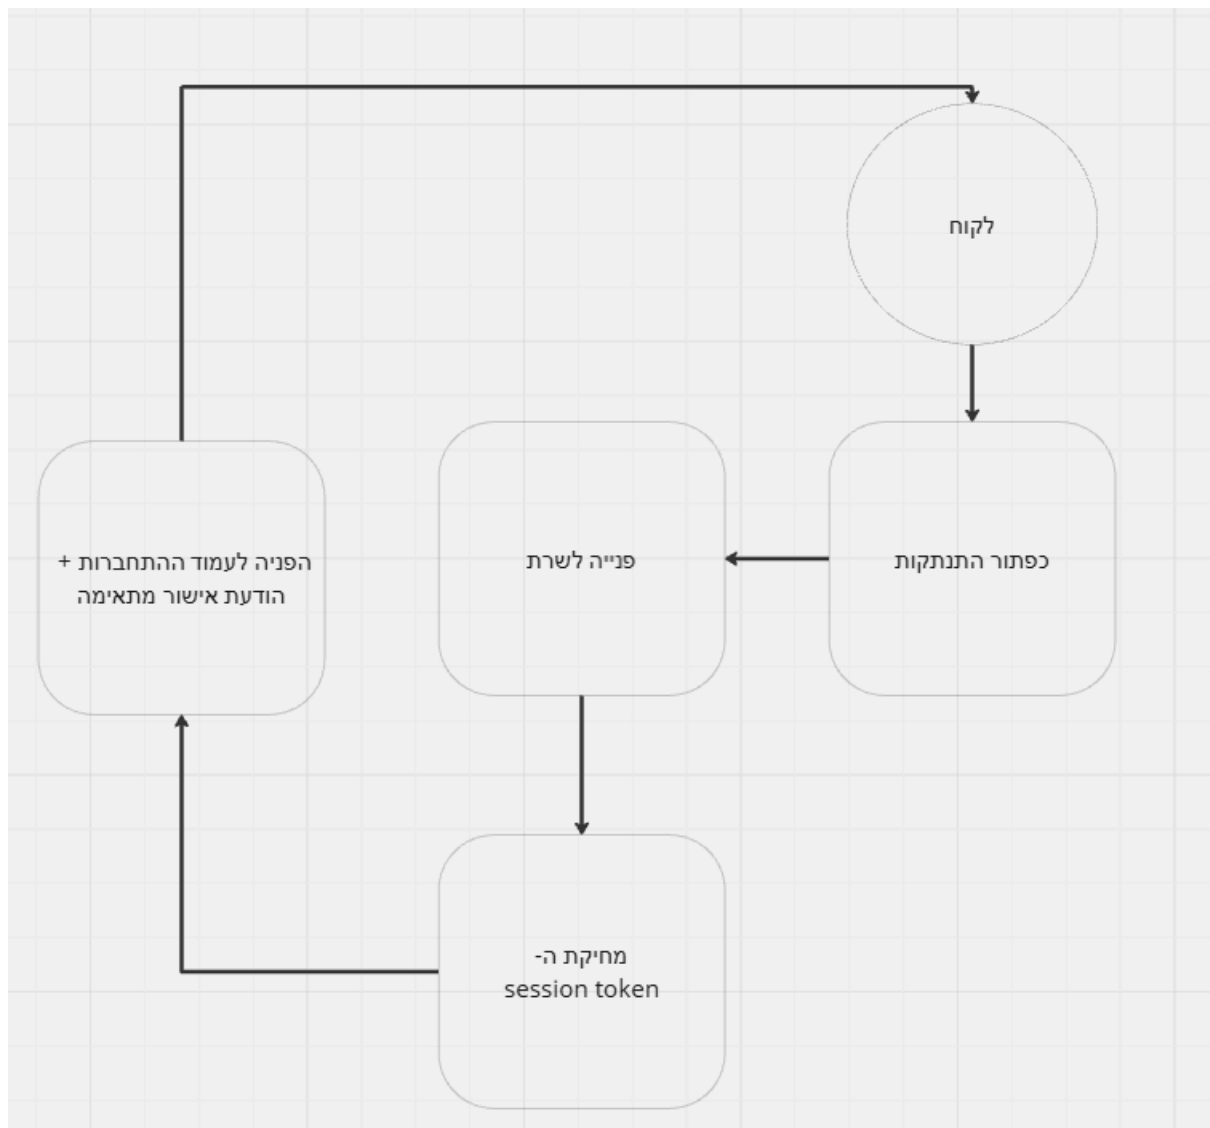 לקוח
כפתור התנתקות
פנייה לשרת
מחיקת ה-
session token
הפניה לעמוד ההתחברות +
הודעת אישור מתאימה